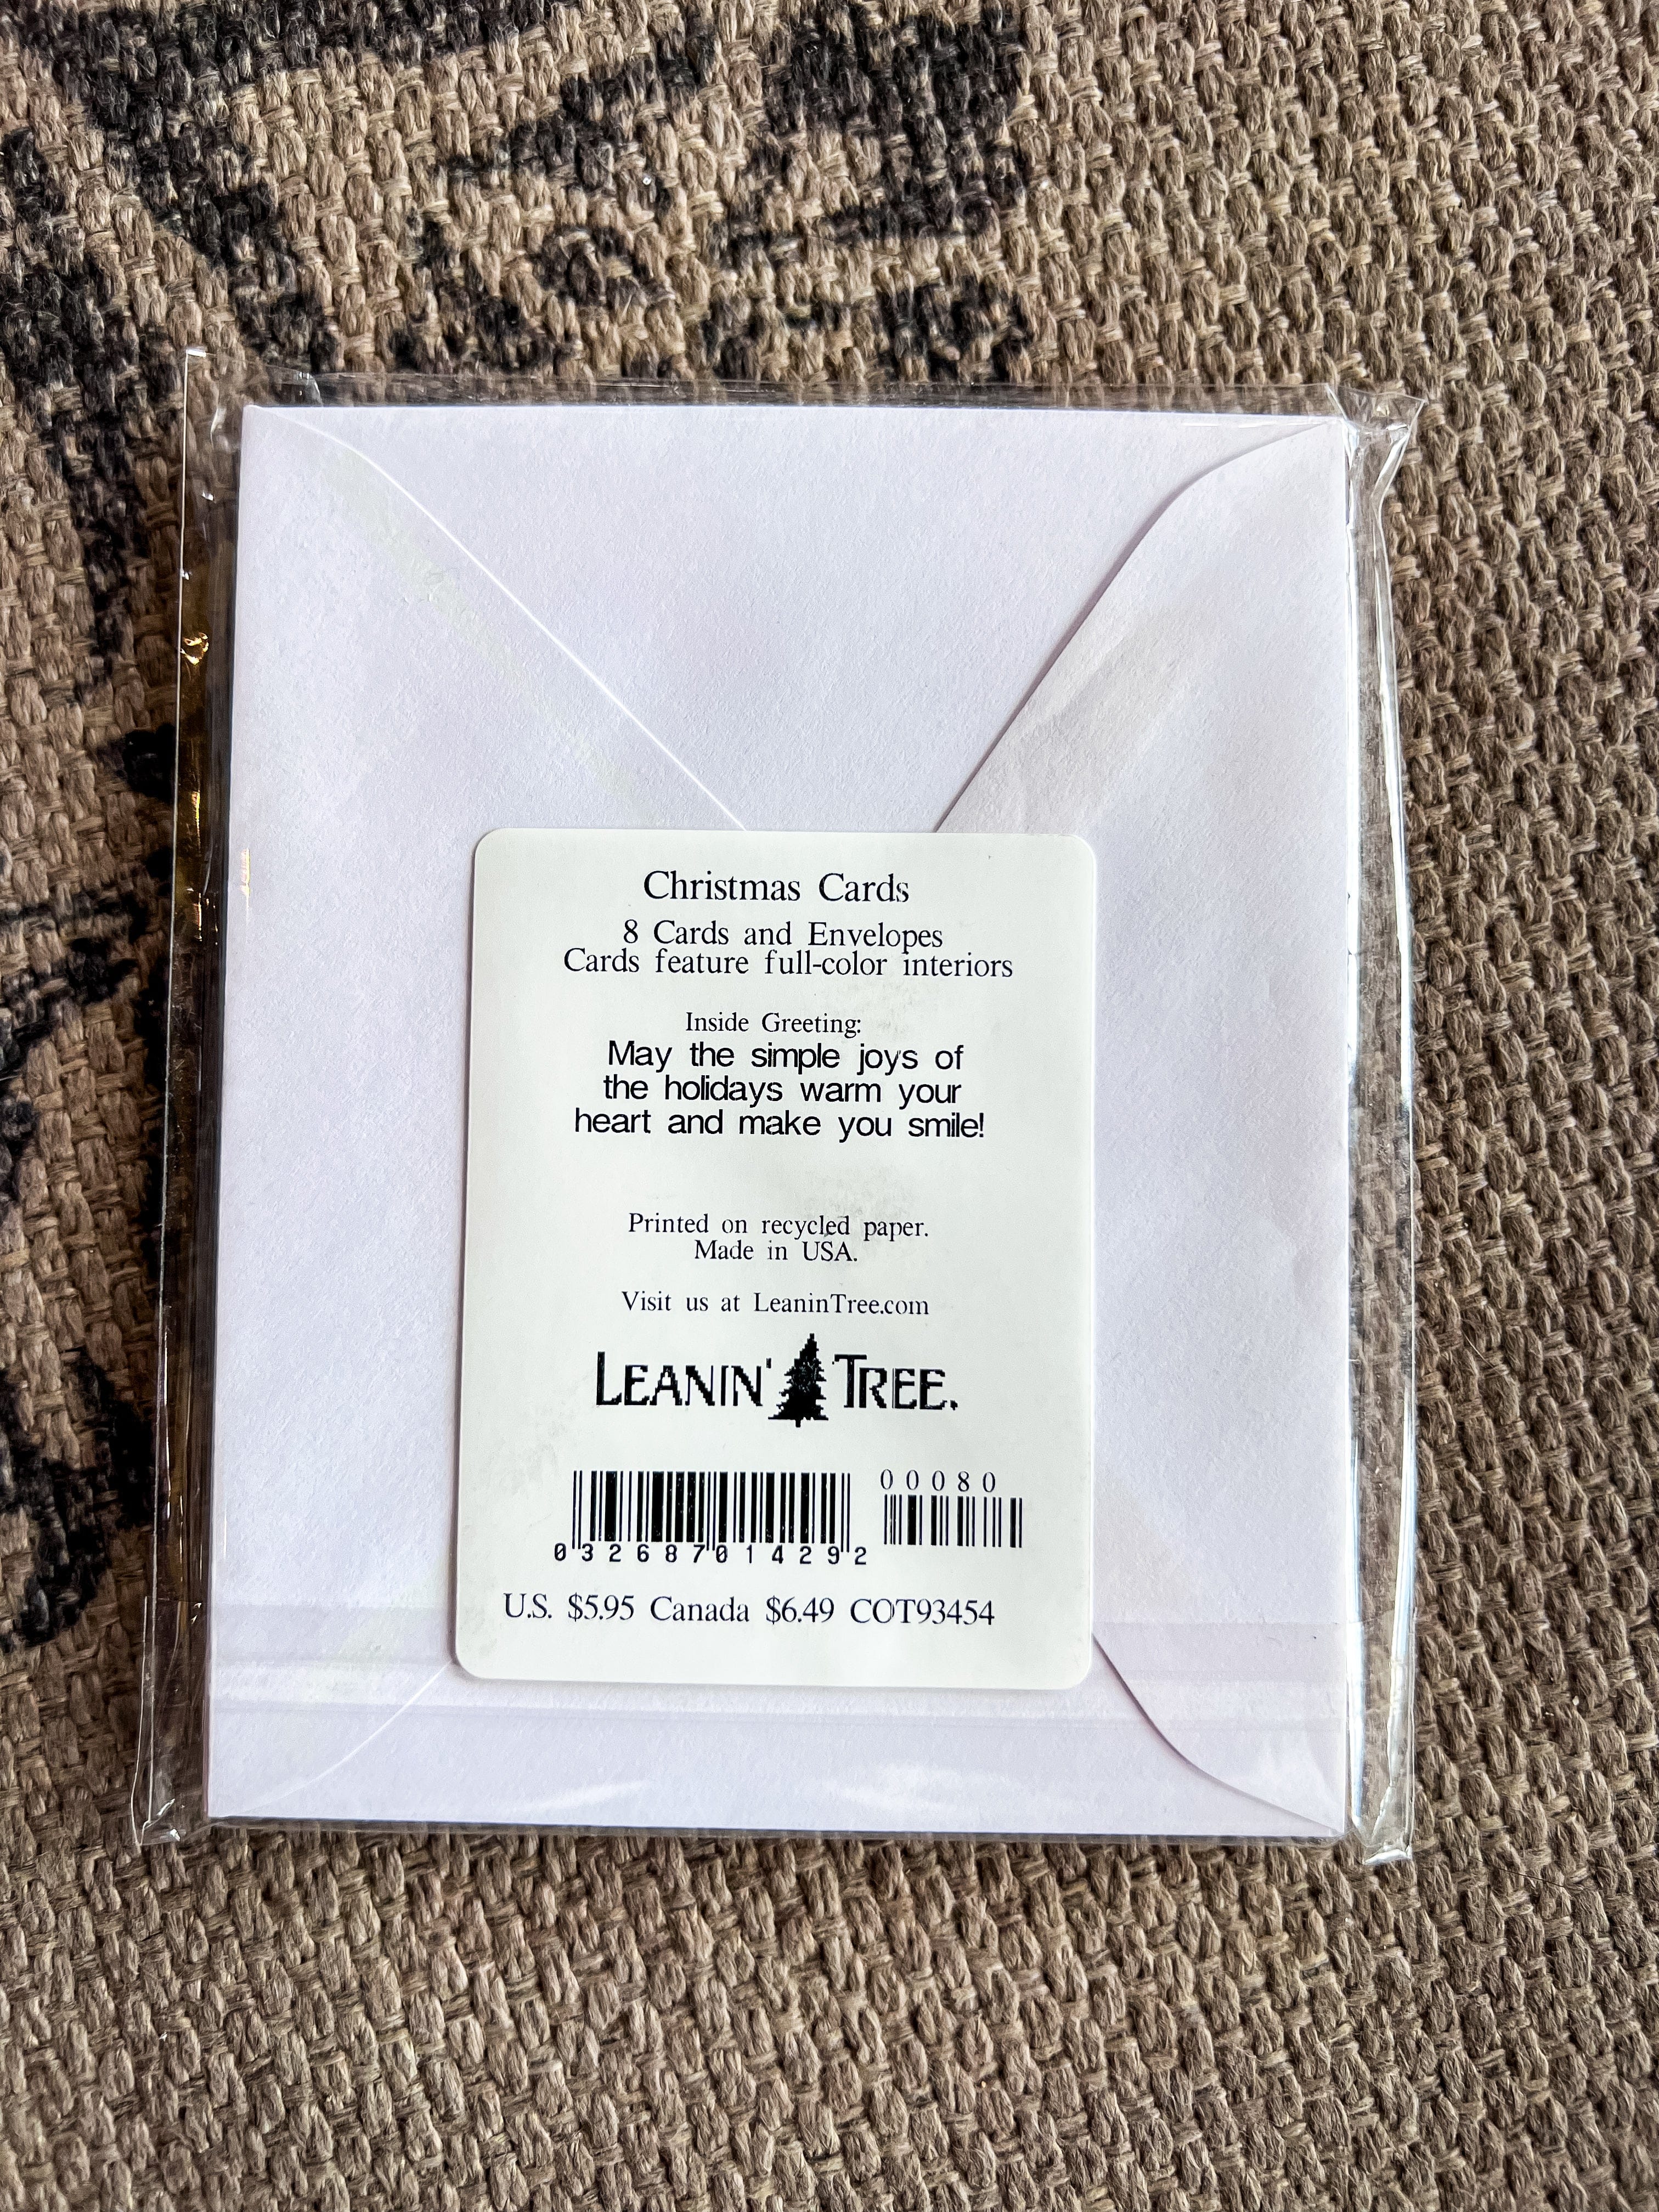 Christmas Cards
8 Cards and Envelopes
Cards feature full-color interiors
Inside Greeting:
May the simple joys of
the holidays warm your
heart and make you smile!
Printed on recycled paper.
Made in USA.
Visit us at LeaninTree.com
LEANIN' TREE.
00080
0 32687 01429 2
U.S. $5.95 Canada $6.49 COT93454